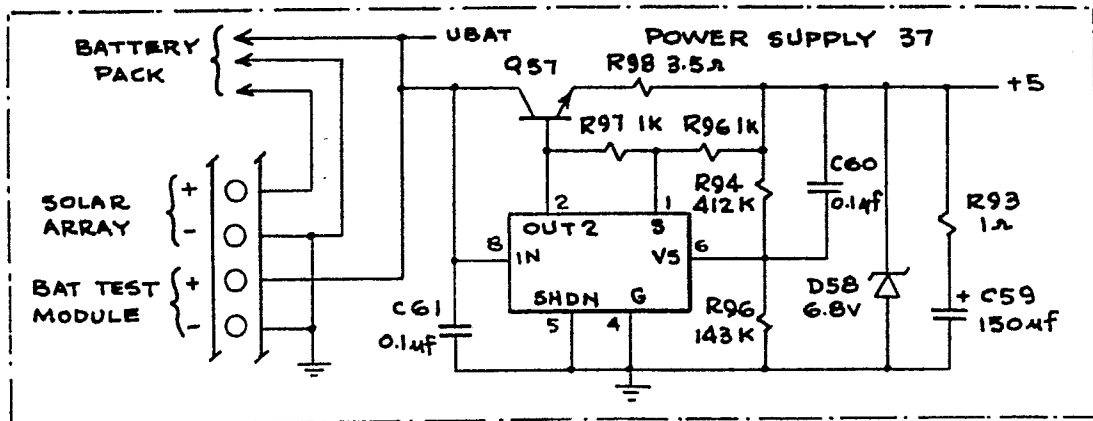 BATTERY
PACK
UBAT
POWER SUPPLY 37
Q57
R98 3.5Ω
+5
R97 1K
R96 1K
C60
0.1µf
R94
412K
R93
1Ω
SOLAR
ARRAY
+
-
BAT TEST
MODULE
+
-
2
1
OUT 2
S
8
IN
VS
6
SHDN
G
5
4
C61
0.1µf
R96
143K
D58
6.8V
+
C59
150µf